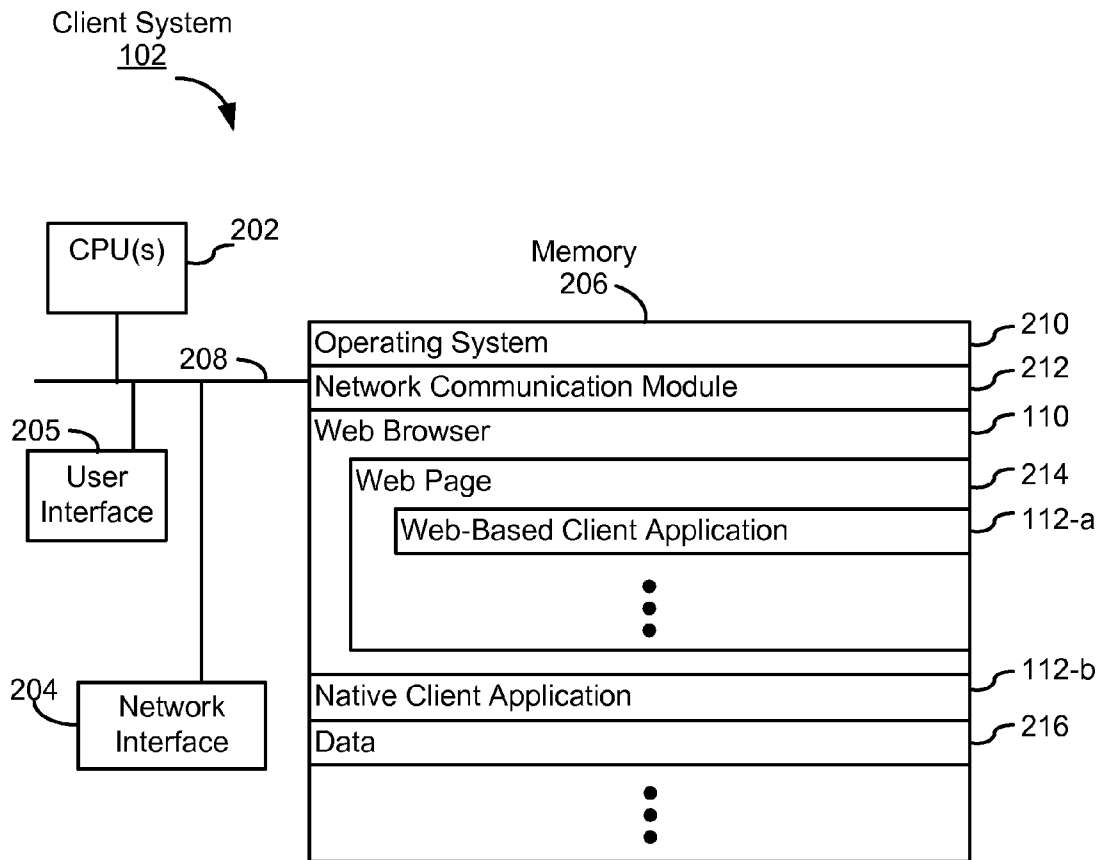 Client System
102
CPU(s)
202
Memory
206
Operating System
210
208
Network Communication Module
212
Web Browser
110
205
User
Interface
Web Page
214
Web-Based Client Application
112-a
Native Client Application
112-b
204
Network
Interface
Data
216